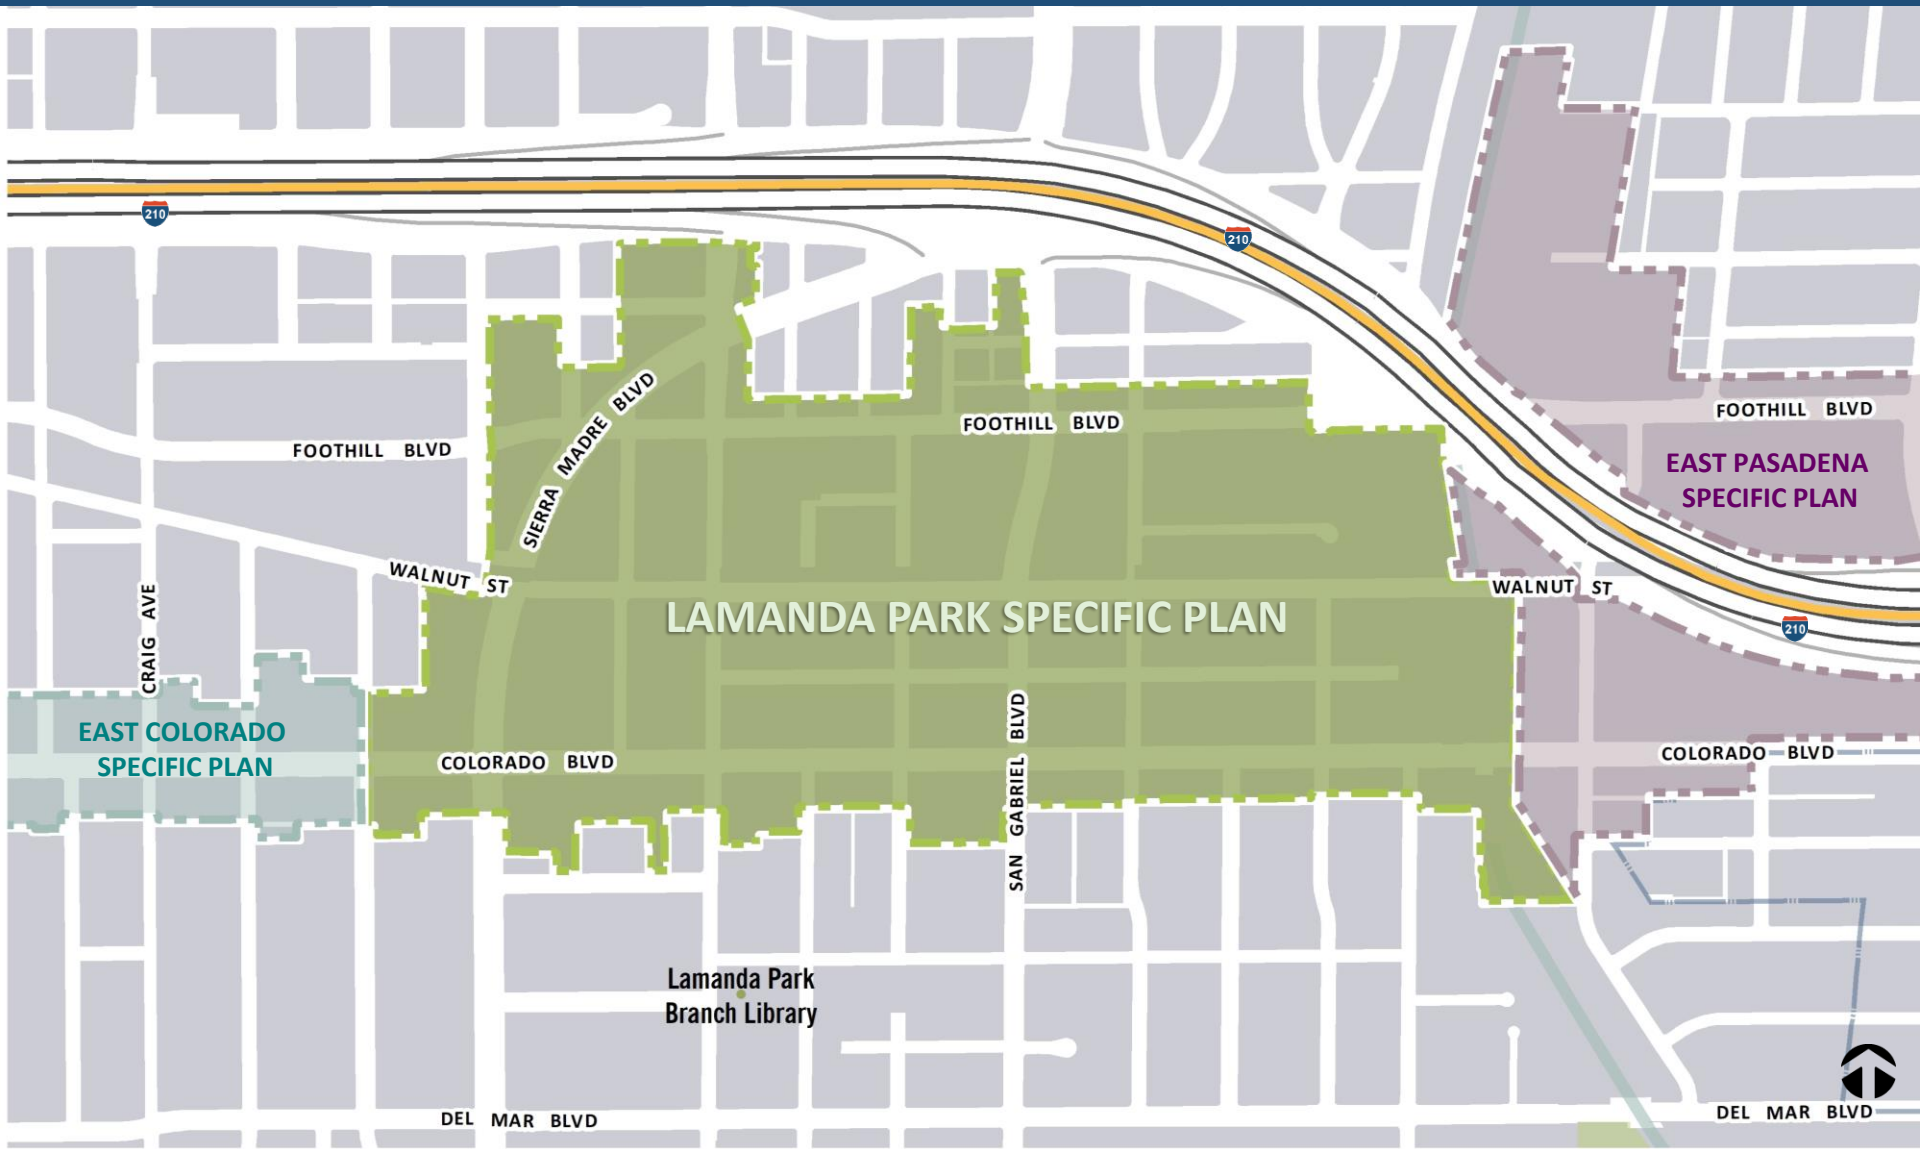 210
210
FOOTHILL BLVD
SIERRA MADRE BLVD
FOOTHILL BLVD
FOOTHILL BLVD
EAST PASADENA
SPECIFIC PLAN
WALNUT ST
WALNUT ST
LAMANDA PARK SPECIFIC PLAN
210
CRAIG AVE
EAST COLORADO
SPECIFIC PLAN
COLORADO BLVD
SAN GABRIEL BLVD
COLORADO BLVD
Lamanda Park
Branch Library
DEL MAR BLVD
DEL MAR BLVD